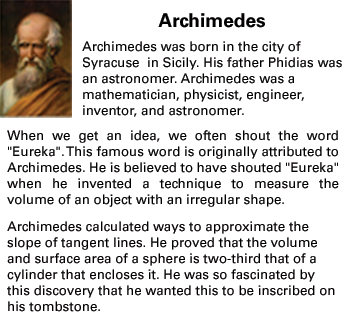 Archimedes
Archimedes was born in the city of
Syracuse in Sicily. His father Phidias was
an astronomer. Archimedes was a
mathematician, physicist, engineer,
inventor, and astronomer.
When we get an idea, we often shout the word
"Eureka". This famous word is originally attributed to
Archimedes. He is believed to have shouted "Eureka"
when he invented a technique to measure the
volume of an object with an irregular shape.
Archimedes calculated ways to approximate the
slope of tangent lines. He proved that the volume
and surface area of a sphere is two-third that of a
cylinder that encloses it. He was so fascinated by
this discovery that he wanted this to be inscribed on
his tombstone.